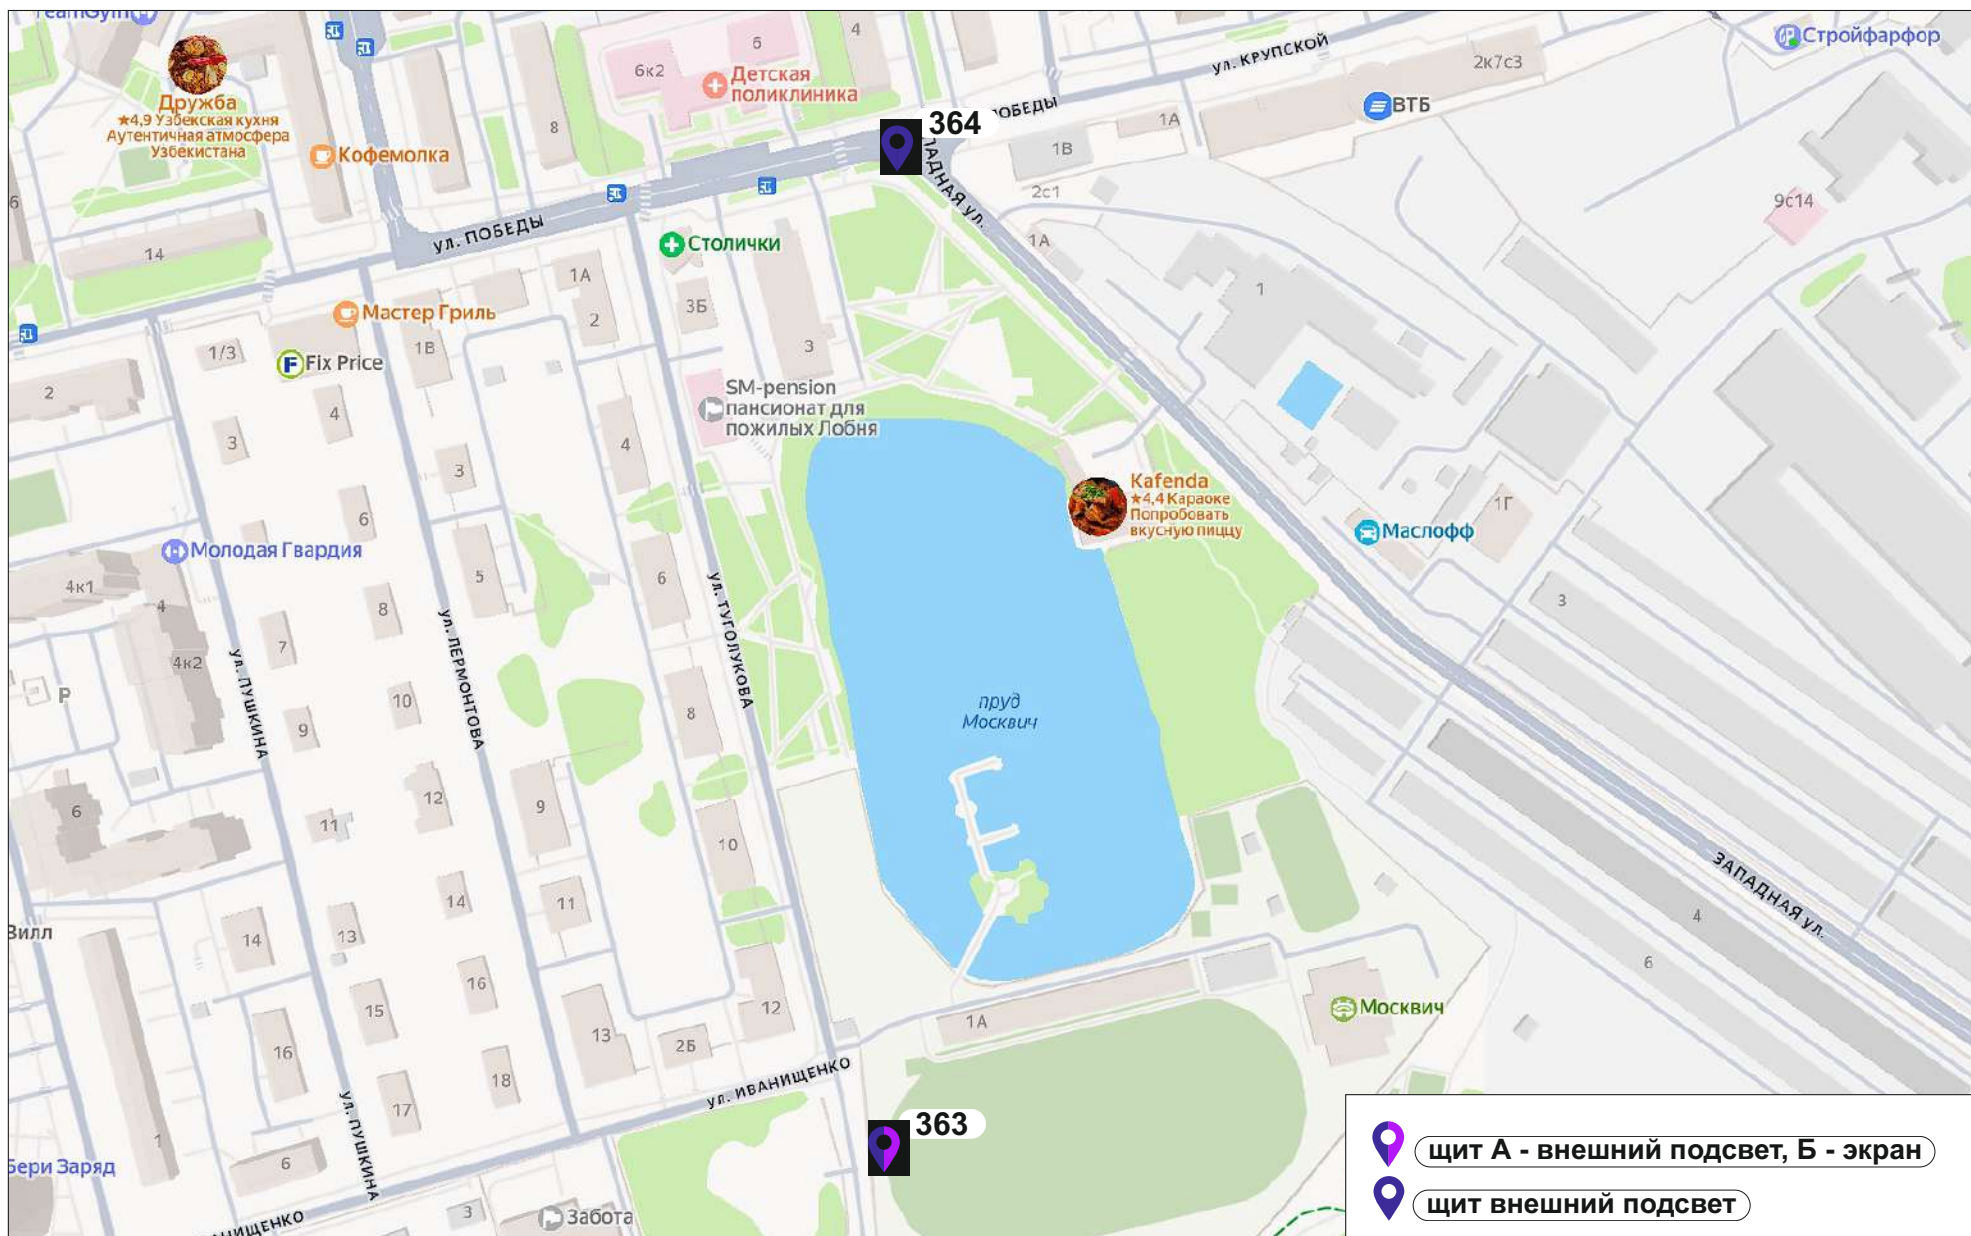 TeamGym
Дружба
★4,9 Узбекская кухня
Аутентичная атмосфера
Узбекистана
Кофемолка
8
6к2
6
4
Детская
поликлиника
364
ПОБЕДЫ
ул. КРУПСКОЙ
2к7с3
Стройфарфор
ВТБ
1А
1В
2с1
9с14
6
14
ул. ПОБЕДЫ
Столички
ПАДНАЯ ул.
1А
1
1А
2
3Б
3
Мастер Гриль
1/3
Fix Price
1В
2
3
4
3
4
SM-pension
пансионат для
пожилых Лобня
Kafenda
★4,4 Караоке
Попробовать
вкусную пиццу
Маслофф
1Г
3
Молодая Гвардия
6
5
6
4к1
4
8
7
4к2
ул. ПУШКИНА
ул. ЛЕРМОНТОВА
ул. ТУГОЛУКОВА
P
10
9
8
пруд
Москвич
6
11
12
9
10
ЗАПАДНАЯ ул.
4
6
Вилл
14
13
14
11
15
16
12
1А
Москвич
16
13
2Б
18
17
ул. ИВАНИЩЕНКО
ул. ПУШКИНА
363
1
6
Бери Заряд
3
Забота
ВАНИЩЕНКО
щит А - внешний подсвет, Б - экран
щит внешний подсвет